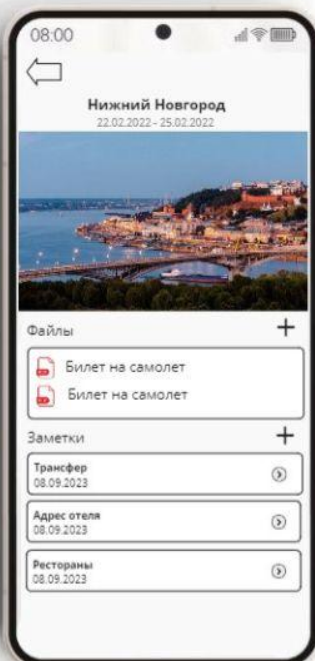 08:00
Нижний Новгород
22.02.2022 - 25.02.2022
Файлы
Билет на самолет
Билет на самолет
Заметки
Трансфер
08.09.2023
Адрес отеля
08.09.2023
Рестораны
08.09.2023